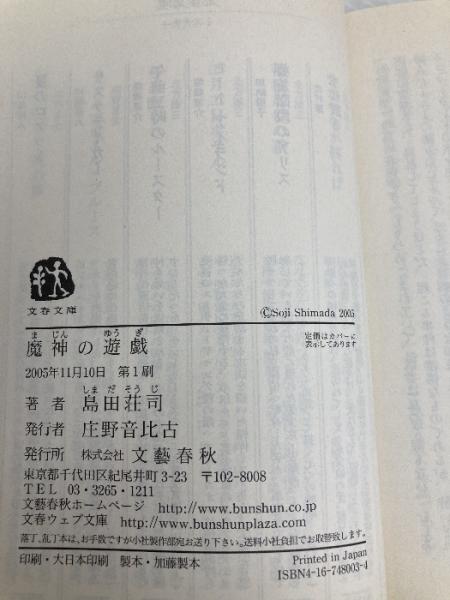 文春文庫
©Soji Shimada 2005
定価はカバーに
表示してあります
ま じん ゆう ぎ
魔神の遊戯
2005年11月10日 第1刷
しま だ そう じ
著者 島田荘司
発行者 庄野音比古
発行所 株式会社 文藝春秋
東京都千代田区紀尾井町3-23 〒102-8008
TEL 03・3265・1211
文藝春秋ホームページ http://www.bunshun.co.jp
文春ウェブ文庫 http://www.bunshunplaza.com
落丁、乱丁本は、お手数ですが小社製作部宛お送り下さい。送料小社負担でお取替致します。
印刷・大日本印刷 製本・加藤製本
Printed in Japan
ISBN4-16-748003-4